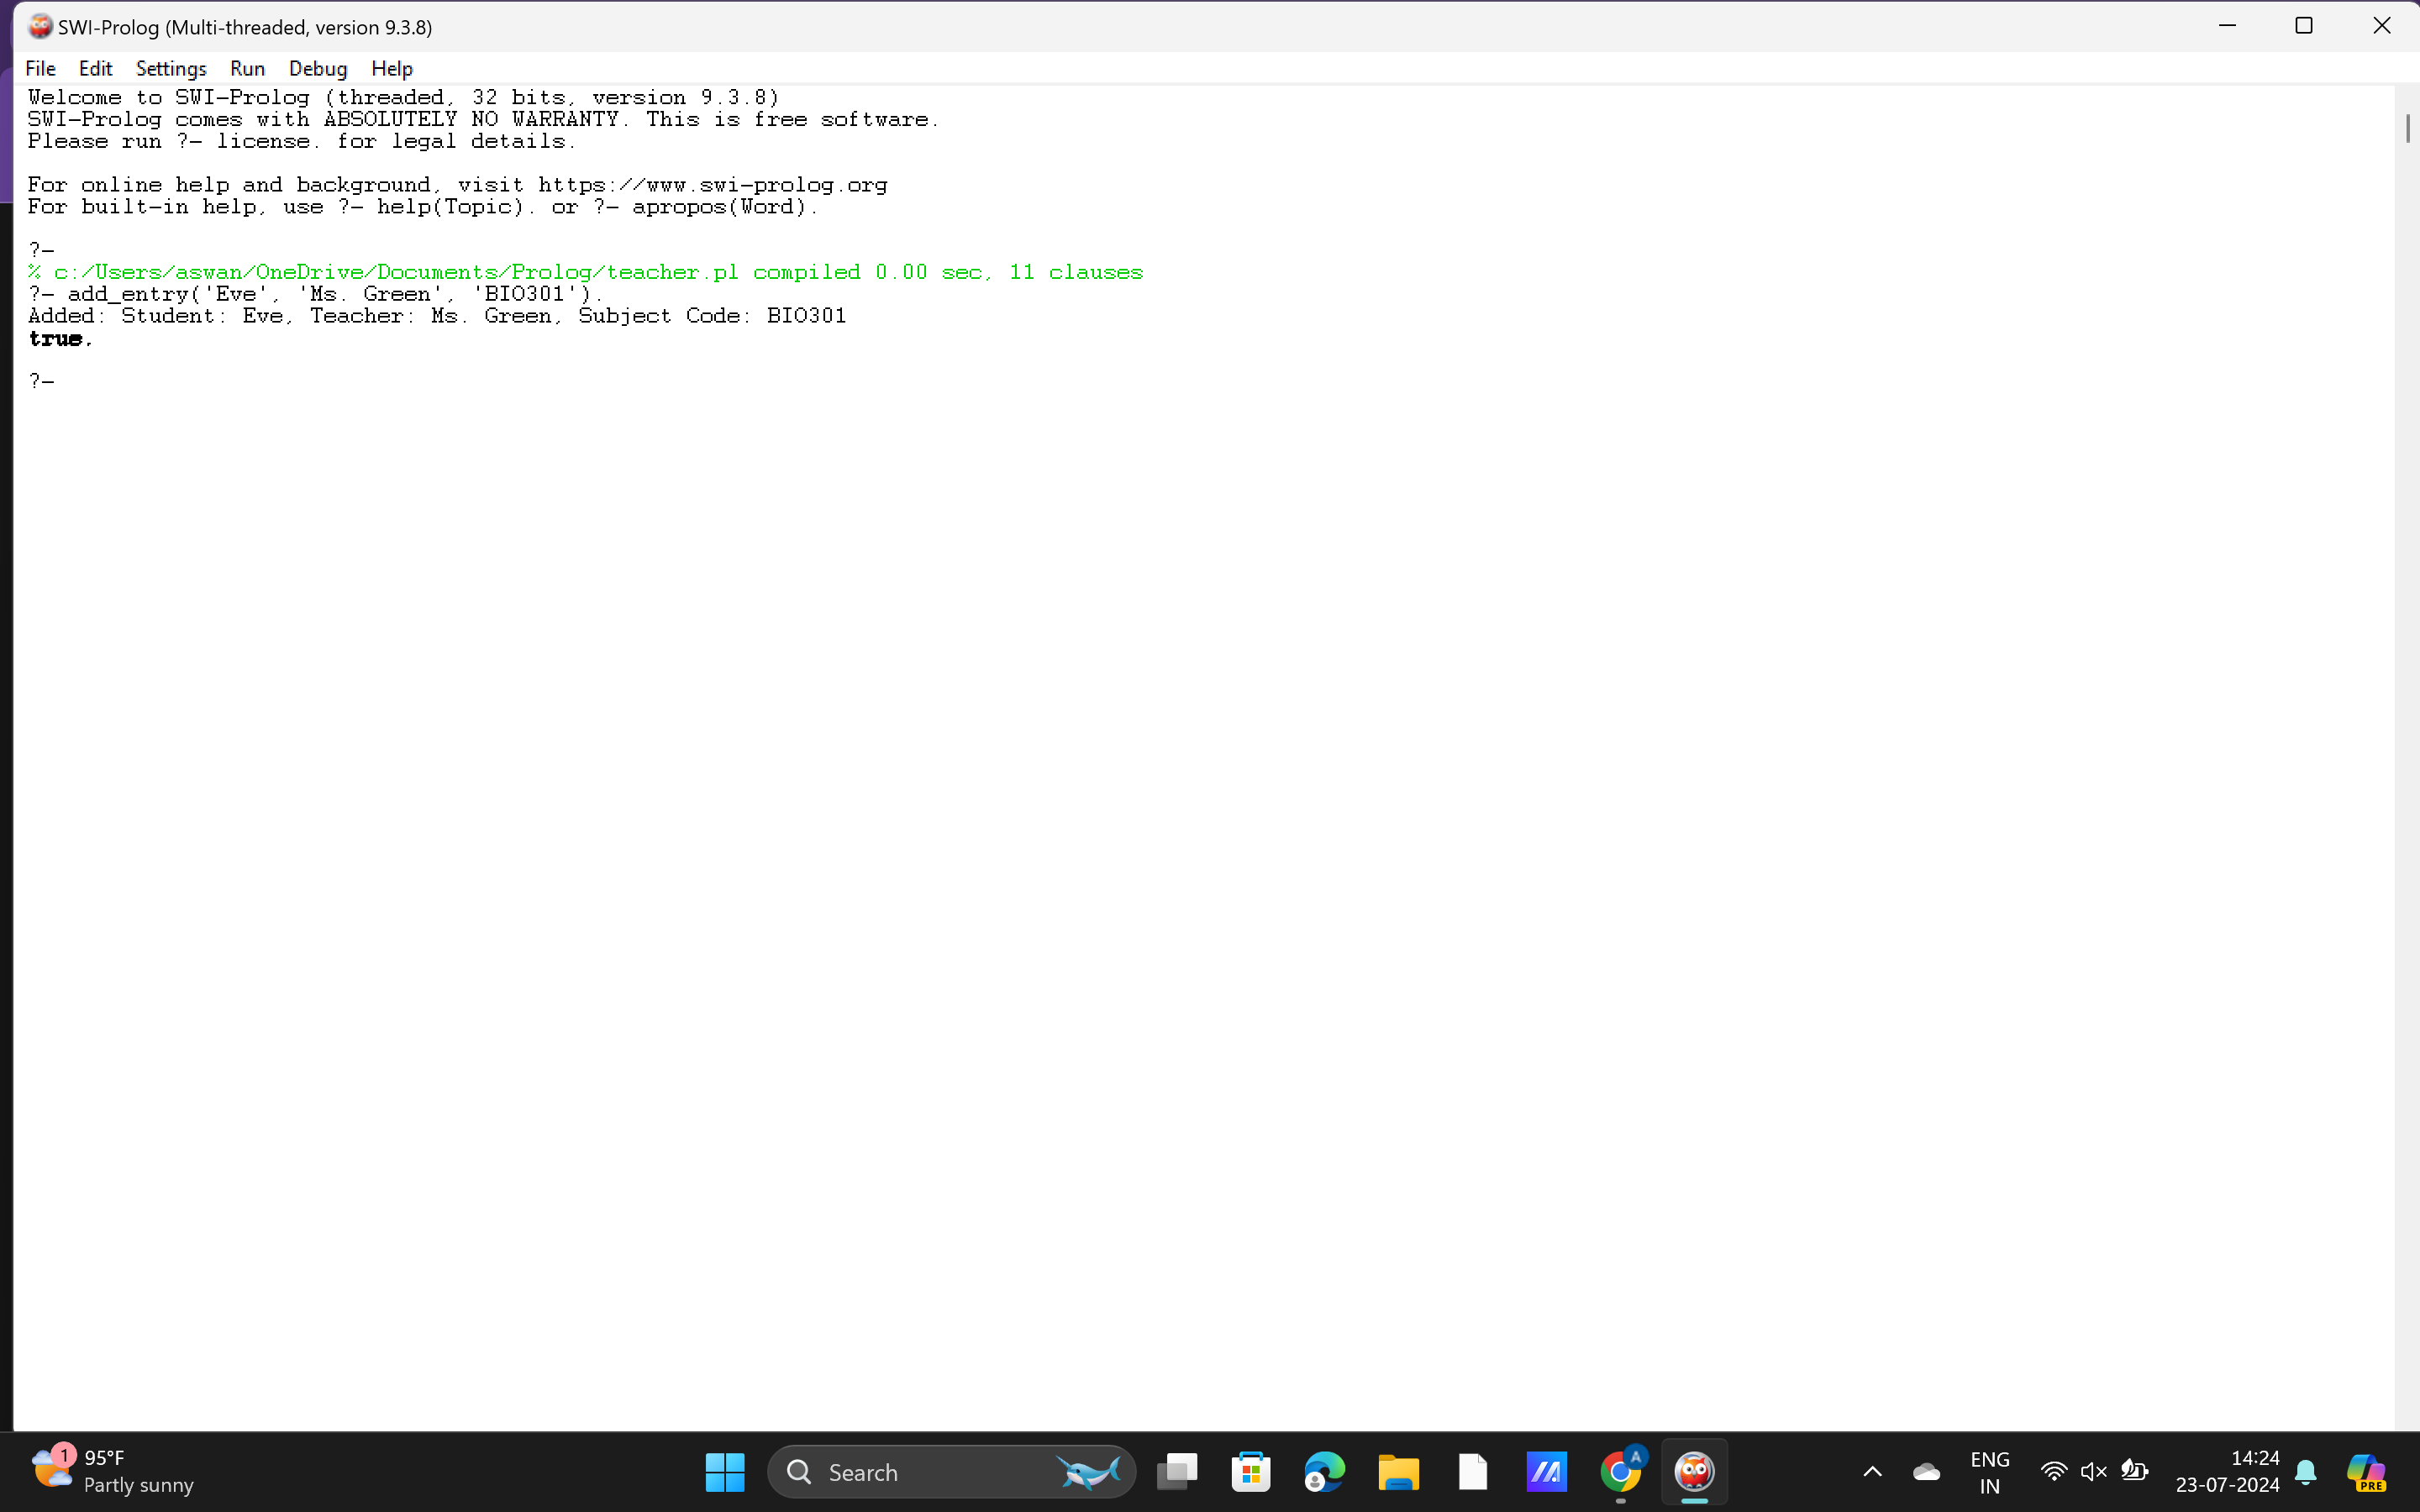 SWI-Prolog (Multi-threaded, version 9.3.8)
File Edit Settings Run Debug Help
Welcome to SWI-Prolog (threaded, 32 bits, version 9.3.8)
SWI-Prolog comes with ABSOLUTELY NO WARRANTY. This is free software.
Please run ?- license. for legal details.
For online help and background, visit https://www.swi-prolog.org
For built-in help, use ?- help(Topic). or ?- apropos(Word).
?-
% c:/Users/aswan/OneDrive/Documents/Prolog/teacher.pl compiled 0.00 sec, 11 clauses
?- add_entry('Eve', 'Ms. Green', 'BIO301').
Added: Student: Eve, Teacher: Ms. Green, Subject Code: BIO301
true.
?-
1
95°F
Partly sunny
Search
A
ENG
IN
14:24
23-07-2024
PRE